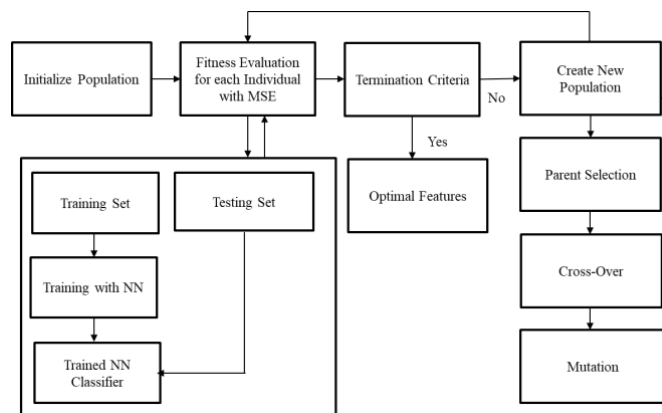 Initialize Population
Fitness Evaluation
for each Individual
with MSE
Termination Criteria
No
Create New
Population
Yes
Optimal Features
Parent Selection
Cross-Over
Mutation
Training Set
Testing Set
Training with NN
Trained NN
Classifier